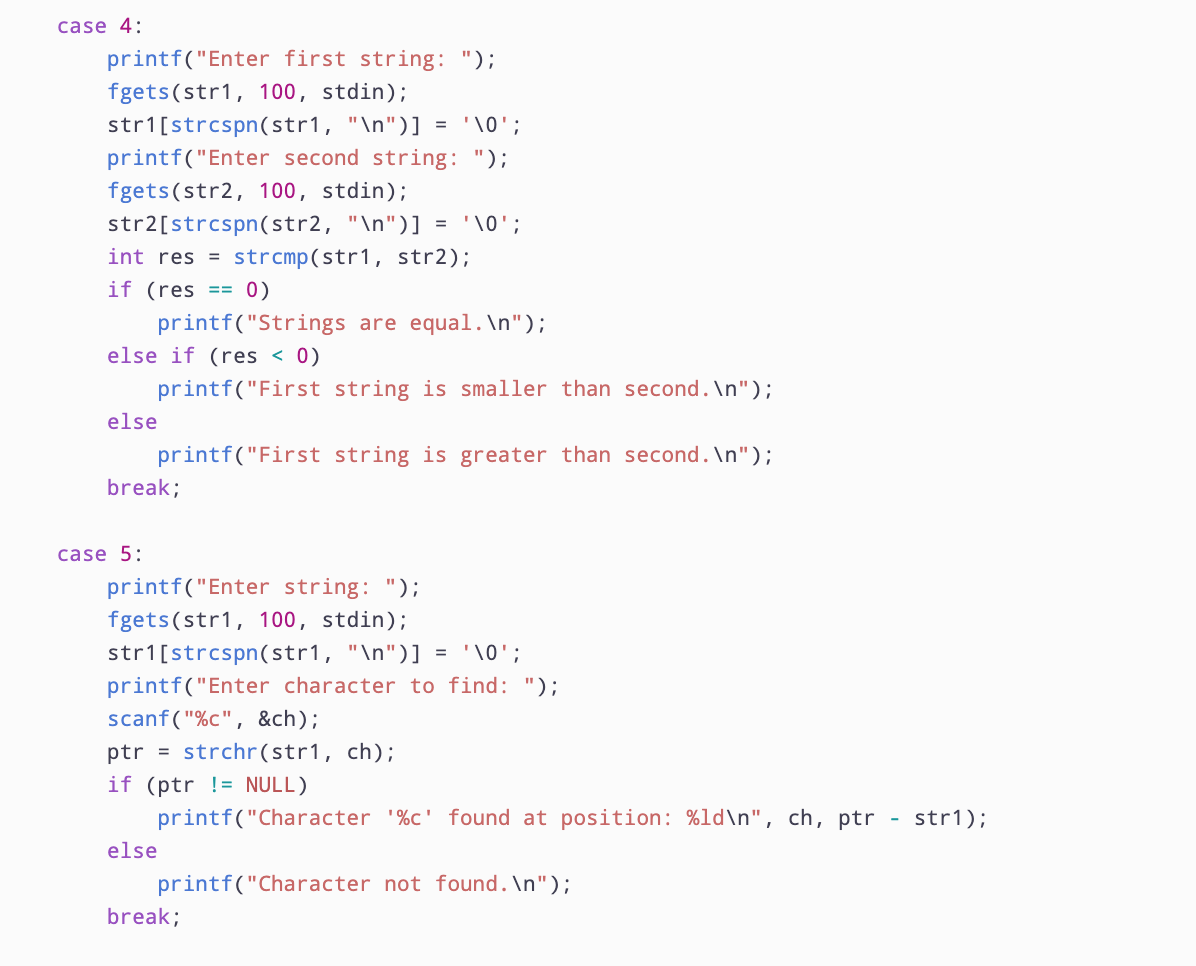 case 4:
    printf("Enter first string: ");
    fgets(str1, 100, stdin);
    str1[strcspn(str1, "\n")] = '\0';
    printf("Enter second string: ");
    fgets(str2, 100, stdin);
    str2[strcspn(str2, "\n")] = '\0';
    int res = strcmp(str1, str2);
    if (res == 0)
        printf("Strings are equal.\n");
    else if (res < 0)
        printf("First string is smaller than second.\n");
    else
        printf("First string is greater than second.\n");
    break;

case 5:
    printf("Enter string: ");
    fgets(str1, 100, stdin);
    str1[strcspn(str1, "\n")] = '\0';
    printf("Enter character to find: ");
    scanf("%c", &ch);
    ptr = strchr(str1, ch);
    if (ptr != NULL)
        printf("Character '%c' found at position: %ld\n", ch, ptr - str1);
    else
        printf("Character not found.\n");
    break;